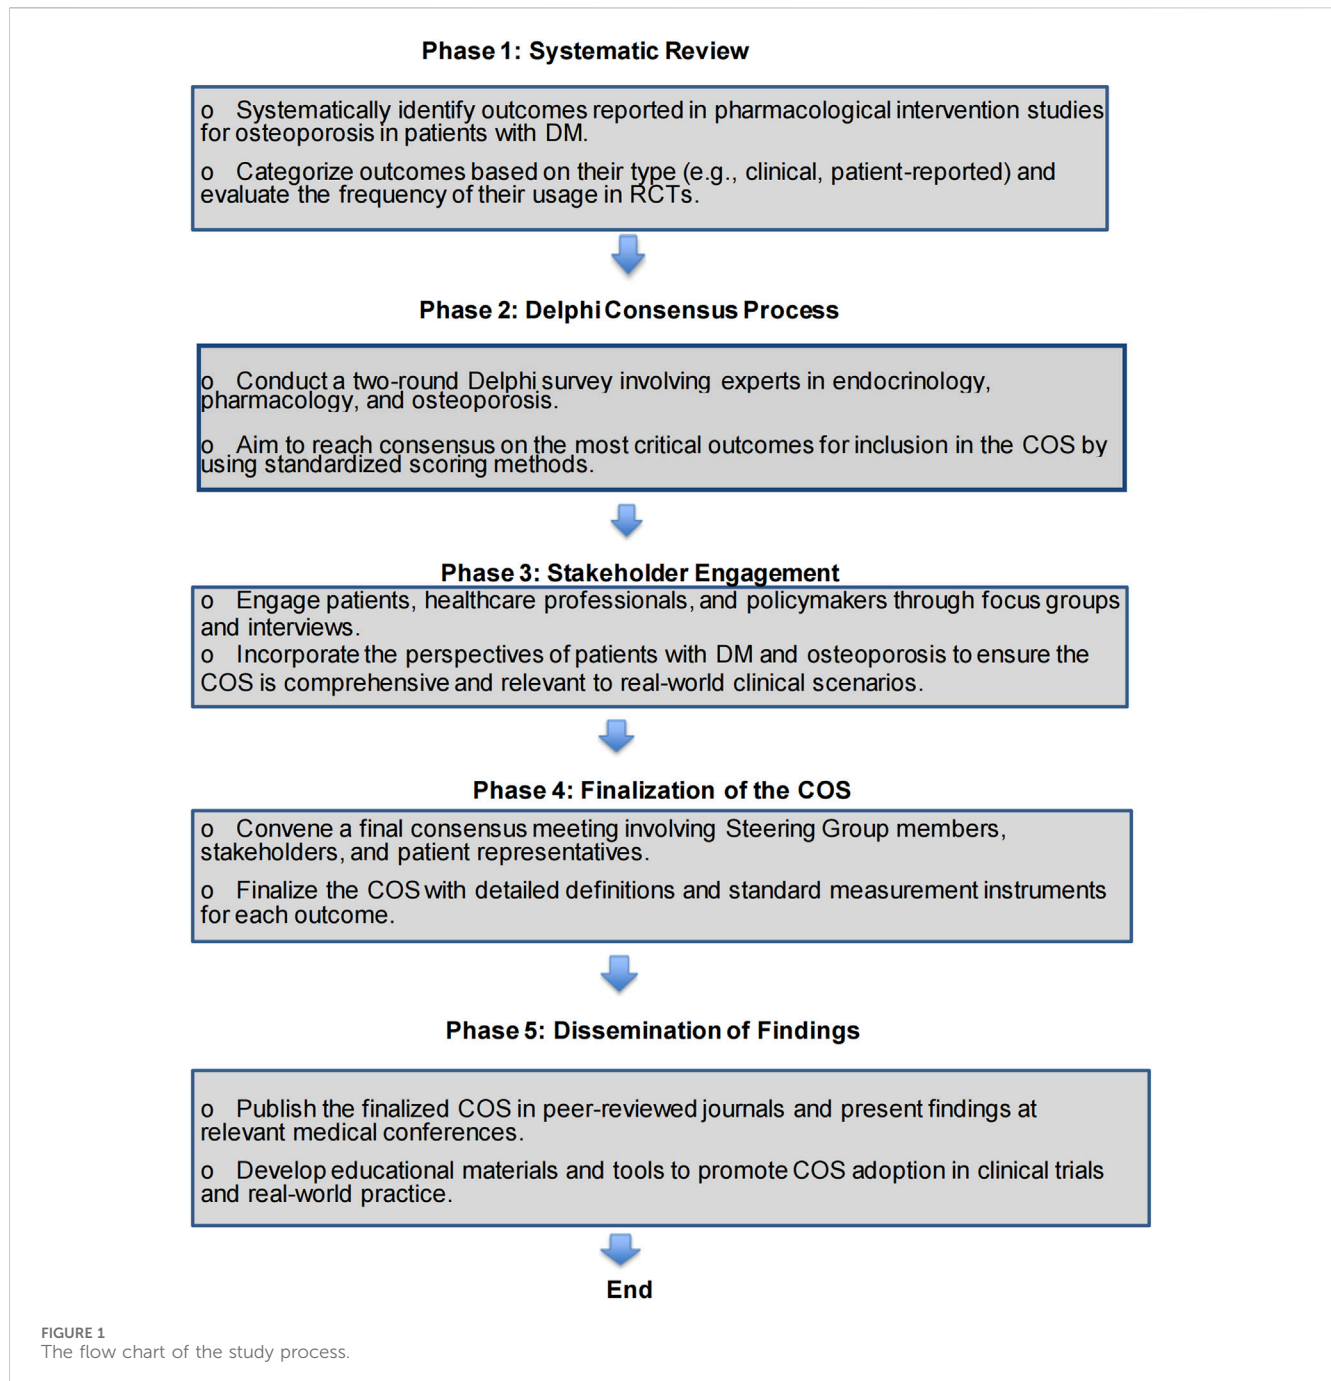 Phase 1: Systematic Review
o Systematically identify outcomes reported in pharmacological intervention studies
for osteoporosis in patients with DM.
o Categorize outcomes based on their type (e.g., clinical, patient-reported) and
evaluate the frequency of their usage in RCTs.
Phase 2: Delphi Consensus Process
o Conduct a two-round Delphi survey involving experts in endocrinology,
pharmacology, and osteoporosis.
o Aim to reach consensus on the most critical outcomes for inclusion in the COS by
using standardized scoring methods.
Phase 3: Stakeholder Engagement
o Engage patients, healthcare professionals, and policymakers through focus groups
and interviews.
o Incorporate the perspectives of patients with DM and osteoporosis to ensure the
COS is comprehensive and relevant to real-world clinical scenarios.
Phase 4: Finalization of the COS
o Convene a final consensus meeting involving Steering Group members,
stakeholders, and patient representatives.
o Finalize the COS with detailed definitions and standard measurement instruments
for each outcome.
Phase 5: Dissemination of Findings
o Publish the finalized COS in peer-reviewed journals and present findings at
relevant medical conferences.
o Develop educational materials and tools to promote COS adoption in clinical trials
and real-world practice.
End
FIGURE 1
The flow chart of the study process.